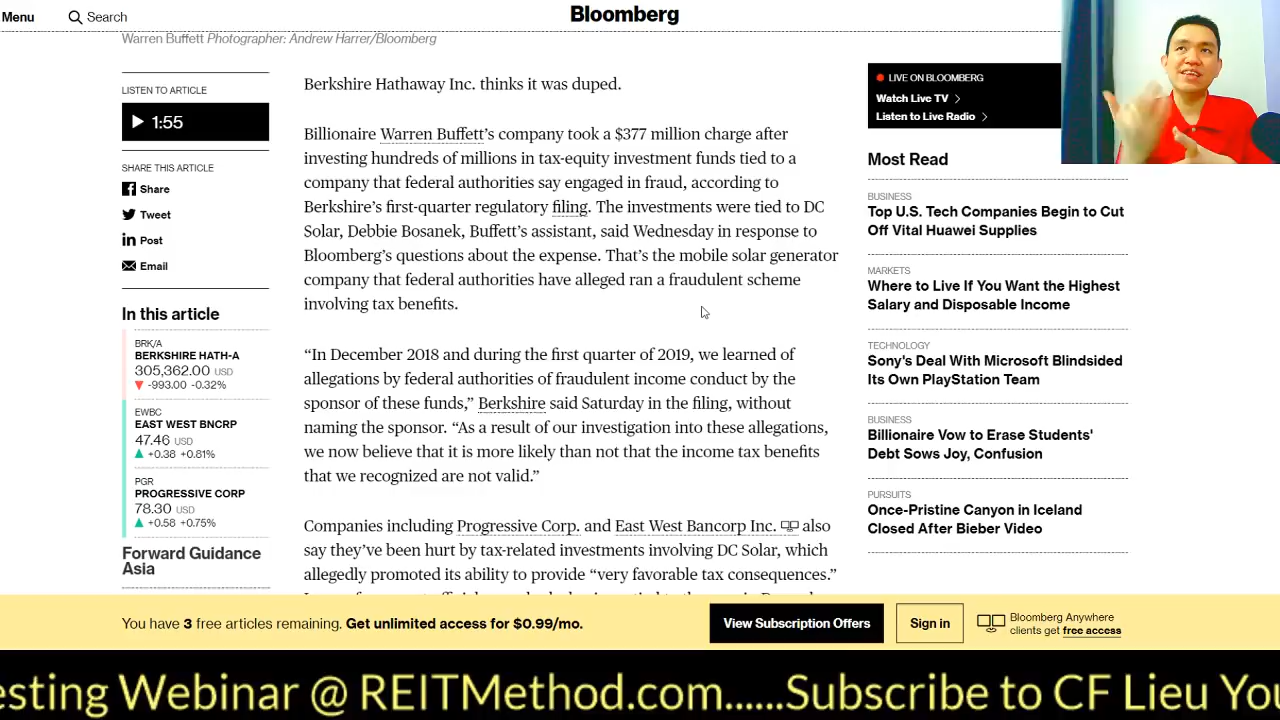 Menu
Search
Bloomberg
Warren Buffett Photographer: Andrew Harrer/Bloomberg
LISTEN TO ARTICLE
1:55
SHARE THIS ARTICLE
Share
Tweet
Post
Email
In this article
BRK/A
BERKSHIRE HATH-A
305,362.00 USD
-993.00 -0.32%
EWBC
EAST WEST BNCRP
47.46 USD
+0.38 +0.81%
PGR
PROGRESSIVE CORP
78.30 USD
+0.58 +0.75%
Forward Guidance
Asia
Berkshire Hathaway Inc. thinks it was duped.
Billionaire Warren Buffett's company took a $377 million charge after
investing hundreds of millions in tax-equity investment funds tied to a
company that federal authorities say engaged in fraud, according to
Berkshire's first-quarter regulatory filing. The investments were tied to DC
Solar, Debbie Bosanek, Buffett's assistant, said Wednesday in response to
Bloomberg's questions about the expense. That's the mobile solar generator
company that federal authorities have alleged ran a fraudulent scheme
involving tax benefits.
“In December 2018 and during the first quarter of 2019, we learned of
allegations by federal authorities of fraudulent income conduct by the
sponsor of these funds,” Berkshire said Saturday in the filing, without
naming the sponsor. “As a result of our investigation into these allegations,
we now believe that it is more likely than not that the income tax benefits
that we recognized are not valid.”
Companies including Progressive Corp. and East West Bancorp Inc. also
say they've been hurt by tax-related investments involving DC Solar, which
allegedly promoted its ability to provide “very favorable tax consequences.”
LIVE ON BLOOMBERG
Watch Live TV
Listen to Live Radio
Most Read
BUSINESS
Top U.S. Tech Companies Begin to Cut
Off Vital Huawei Supplies
MARKETS
Where to Live If You Want the Highest
Salary and Disposable Income
TECHNOLOGY
Sony's Deal With Microsoft Blindsided
Its Own PlayStation Team
BUSINESS
Billionaire Vow to Erase Students'
Debt Sows Joy, Confusion
PURSUITS
Once-Pristine Canyon in Iceland
Closed After Bieber Video
You have 3 free articles remaining. Get unlimited access for $0.99/mo.
View Subscription Offers
Sign in
Bloomberg Anywhere
clients get free access
esting Webinar @ REITMethod.com......Subscribe to CF Lieu You